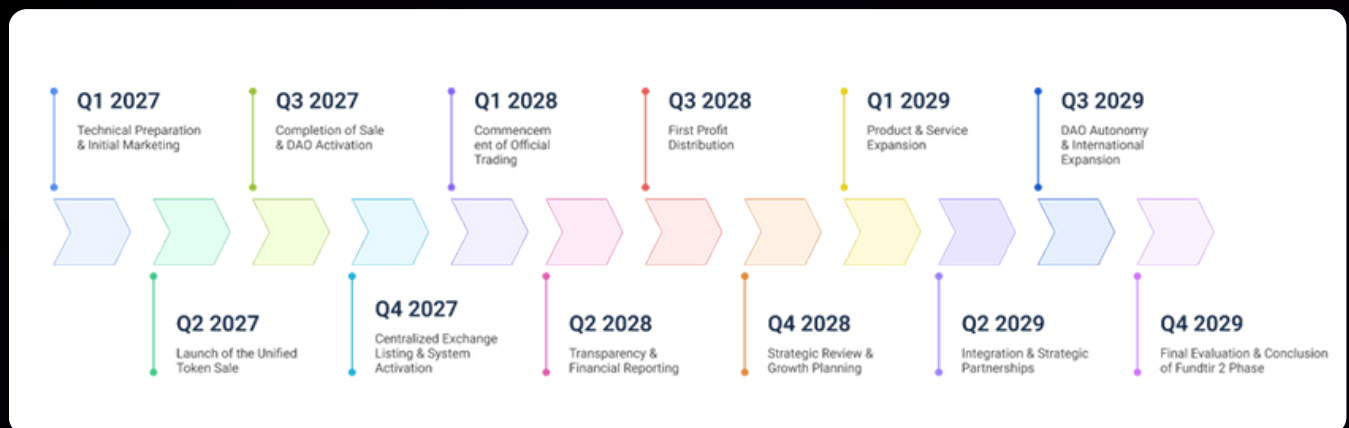 Q1 2027
Technical Preparation
& Initial Marketing
Q3 2027
Completion of Sale
& DAO Activation
Q1 2028
Commencem
ent of Official
Trading
Q3 2028
First Profit
Distribution
Q1 2029
Product & Service
Expansion
Q3 2029
DAO Autonomy
& International
Expansion
Q2 2027
Launch of the Unified
Token Sale
Q4 2027
Centralized Exchange
Listing & System
Activation
Q2 2028
Transparency &
Financial Reporting
Q4 2028
Strategic Review &
Growth Planning
Q2 2029
Integration & Strategic
Partnerships
Q4 2029
Final Evaluation & Conclusion
of Fundtir 2 Phase